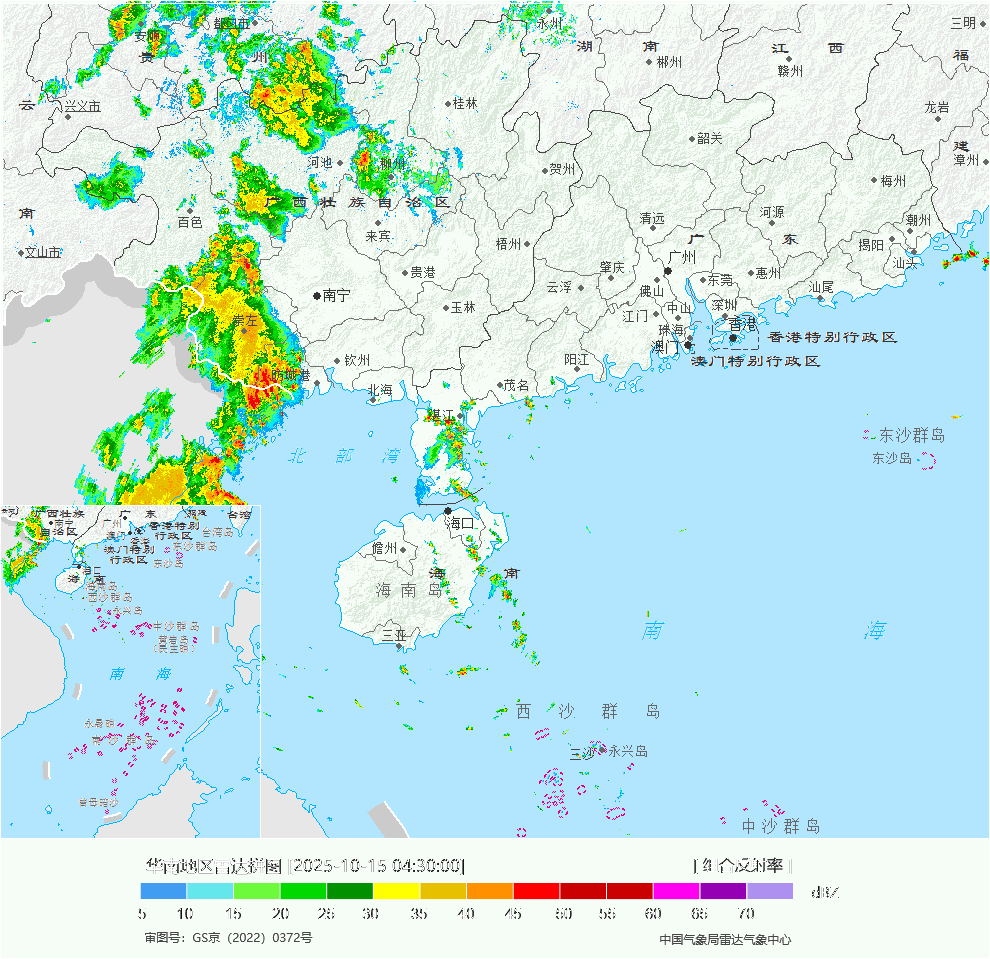 都匀市
永州
三明
安顺
贵
州
湖
南
江
西
福
郴州
赣州
云
兴义市
桂林
龙岩
韶关
建
河池
柳州
贺州
漳州
梅州
南
百色
广西壮族自治区
来宾
梧州
清远
河源
潮州
广
东
揭阳
文山市
贵港
肇庆
广州
惠州
汕头
南宁
云浮
佛山
东莞
汕尾
崇左
玉林
江门
中山
深圳
珠海
香港
香港特别行政区
澳门
澳门特别行政区
钦州
防城港
阳江
北海
茂名
湛江
东沙群岛
东沙岛
北部湾
海口
儋州
海
南
海南岛
三亚
南
海
西沙群岛
三沙
永兴岛
中沙群岛
广西壮族
自治区
南宁
广东
福建
台湾
广州
香港特别
行政区
香港
澳门
澳门特别
行政区
台湾岛
东沙群岛
东沙岛
海口
海南
海南岛
西沙群岛
永兴岛
中沙群岛
黄岩岛
(民主礁)
南海
永暑礁
南沙群岛
曾母暗沙
华南地区雷达拼图 [2025-10-15 04:30:00]
[ 组合反射率 ]
dBZ
5 10 15 20 25 30 35 40 45 50 55 60 65 70
审图号：GS京（2022）0372号
中国气象局雷达气象中心